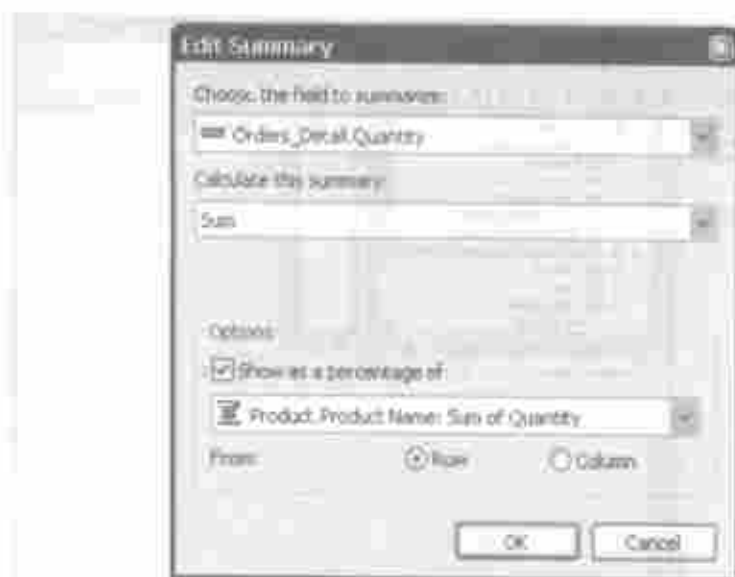 Edit Summary
Choose the field to summarize:
Orders_Detail.Quantity
Calculate this summary:
Sum
Options
Show as a percentage of
Product.Product Name: Sum of Quantity
From:
Row
Column
OK
Cancel